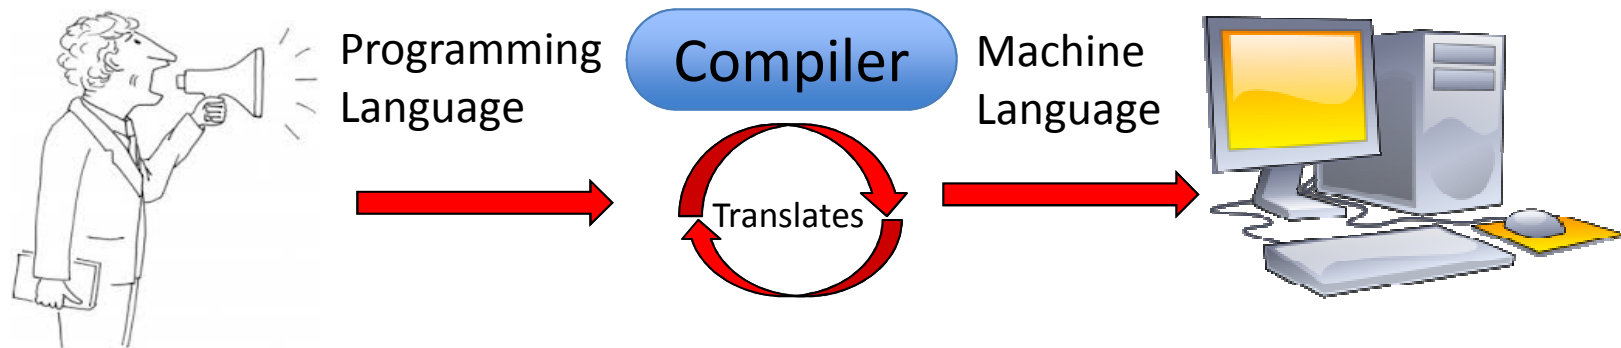 Programming
Language
Compiler
Translates
Machine
Language